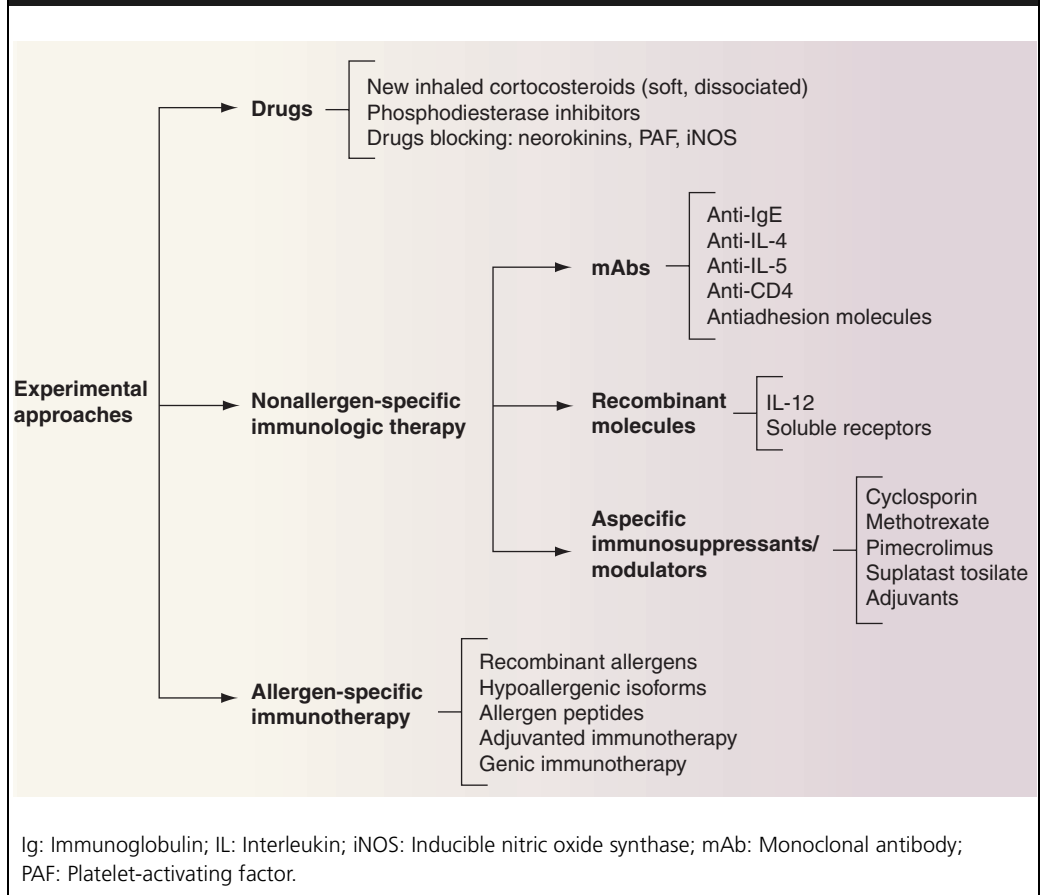 Drugs
New inhaled cortocosteroids (soft, dissociated)
Phosphodiesterase inhibitors
Drugs blocking: neorokinins, PAF, iNOS
Experimental
approaches
Nonallergen-specific
immunologic therapy
mAbs
Anti-IgE
Anti-IL-4
Anti-IL-5
Anti-CD4
Antiadhesion molecules
Recombinant
molecules
IL-12
Soluble receptors
Aspecific
immunosuppressants/
modulators
Cyclosporin
Methotrexate
Pimecrolimus
Suplatast tosilate
Adjuvants
Allergen-specific
immunotherapy
Recombinant allergens
Hypoallergenic isoforms
Allergen peptides
Adjuvanted immunotherapy
Genic immunotherapy
Ig: Immunoglobulin; IL: Interleukin; iNOS: Inducible nitric oxide synthase; mAb: Monoclonal antibody;
PAF: Platelet-activating factor.